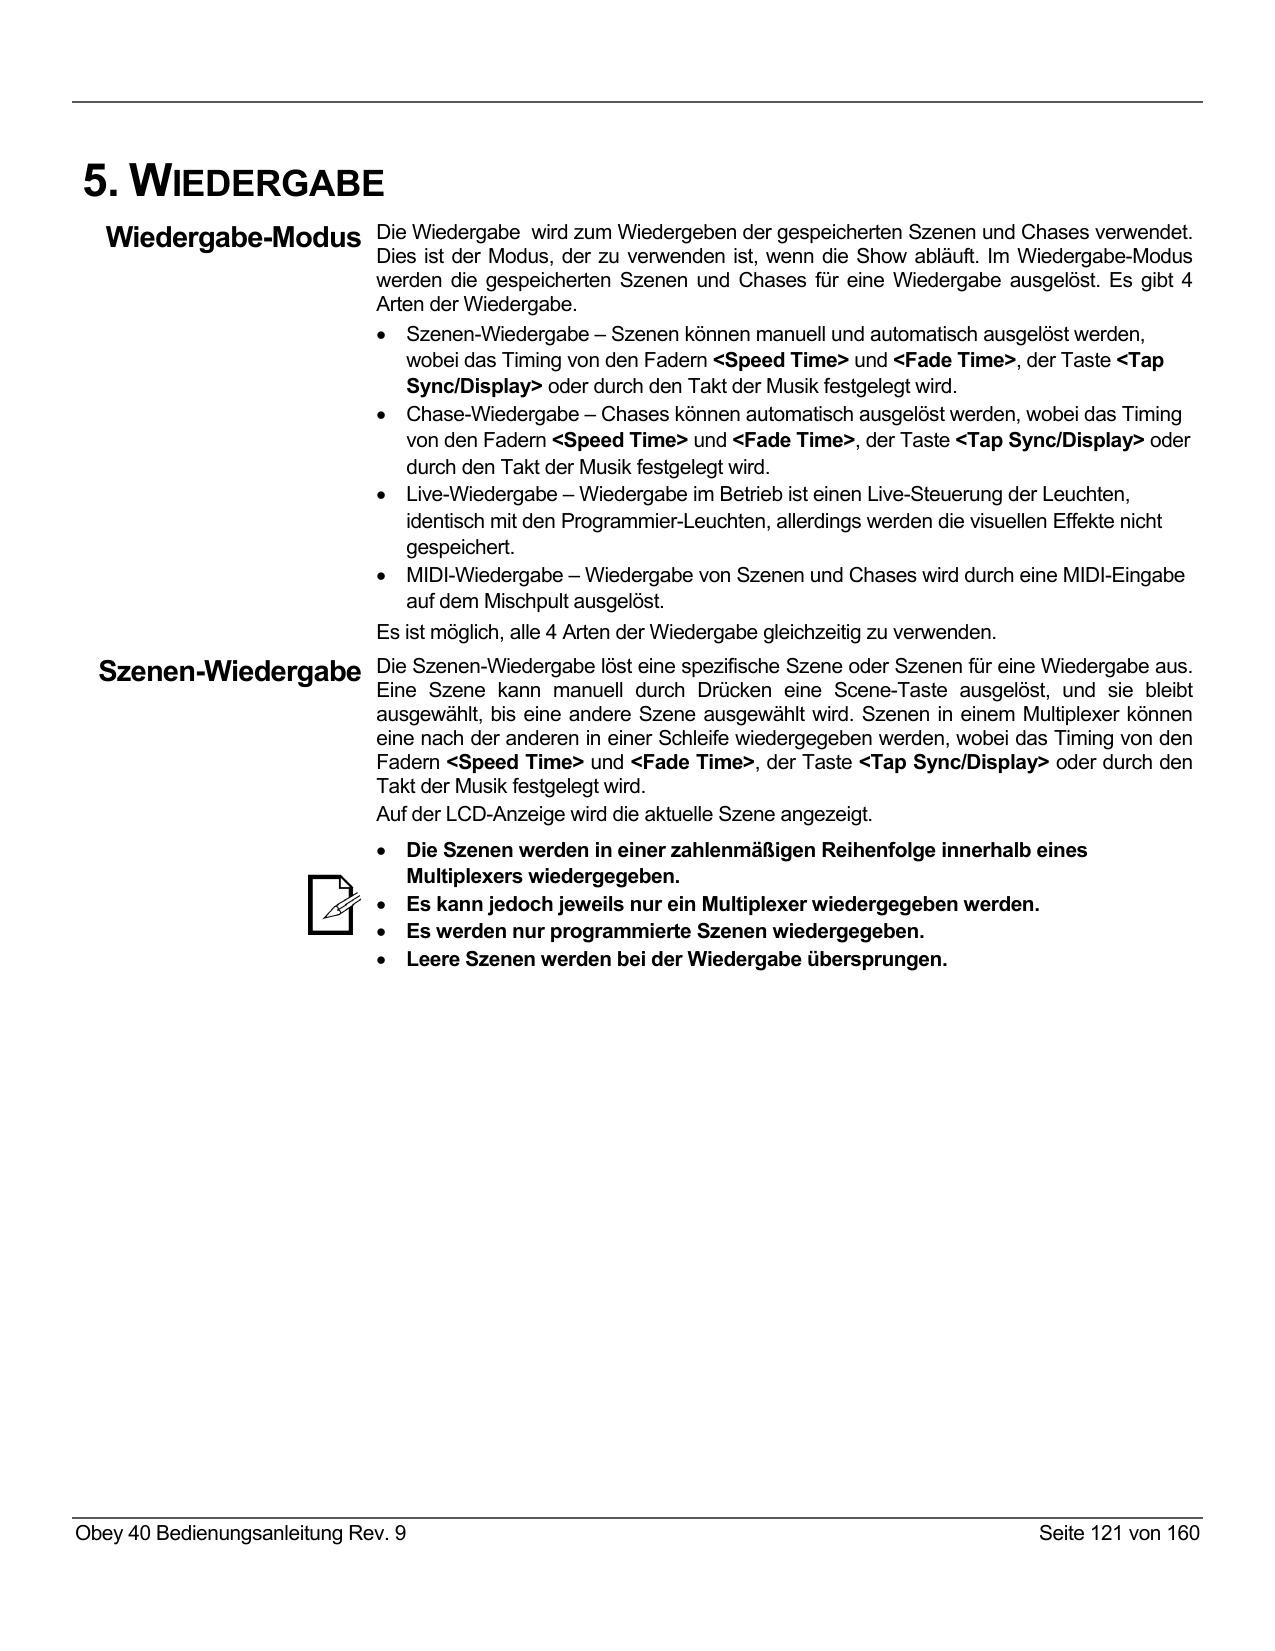 5. WIEDERGABE
Wiedergabe-Modus
Die Wiedergabe  wird zum Wiedergeben der gespeicherten Szenen und Chases verwendet.
Dies ist der Modus, der zu verwenden ist, wenn die Show abläuft. Im Wiedergabe-Modus
werden die gespeicherten Szenen und Chases für eine Wiedergabe ausgelöst. Es gibt 4
Arten der Wiedergabe.
• Szenen-Wiedergabe – Szenen können manuell und automatisch ausgelöst werden,
wobei das Timing von den Fadern <Speed Time> und <Fade Time>, der Taste <Tap
Sync/Display> oder durch den Takt der Musik festgelegt wird.
• Chase-Wiedergabe – Chases können automatisch ausgelöst werden, wobei das Timing
von den Fadern <Speed Time> und <Fade Time>, der Taste <Tap Sync/Display> oder
durch den Takt der Musik festgelegt wird.
• Live-Wiedergabe – Wiedergabe im Betrieb ist einen Live-Steuerung der Leuchten,
identisch mit den Programmier-Leuchten, allerdings werden die visuellen Effekte nicht
gespeichert.
• MIDI-Wiedergabe – Wiedergabe von Szenen und Chases wird durch eine MIDI-Eingabe
auf dem Mischpult ausgelöst.
Es ist möglich, alle 4 Arten der Wiedergabe gleichzeitig zu verwenden.
Szenen-Wiedergabe
Die Szenen-Wiedergabe löst eine spezifische Szene oder Szenen für eine Wiedergabe aus.
Eine Szene kann manuell durch Drücken eine Scene-Taste ausgelöst, und sie bleibt
ausgewählt, bis eine andere Szene ausgewählt wird. Szenen in einem Multiplexer können
eine nach der anderen in einer Schleife wiedergegeben werden, wobei das Timing von den
Fadern <Speed Time> und <Fade Time>, der Taste <Tap Sync/Display> oder durch den
Takt der Musik festgelegt wird.
Auf der LCD-Anzeige wird die aktuelle Szene angezeigt.
• Die Szenen werden in einer zahlenmäßigen Reihenfolge innerhalb eines
Multiplexers wiedergegeben.
• Es kann jedoch jeweils nur ein Multiplexer wiedergegeben werden.
• Es werden nur programmierte Szenen wiedergegeben.
• Leere Szenen werden bei der Wiedergabe übersprungen.
Obey 40 Bedienungsanleitung Rev. 9
Seite 121 von 160